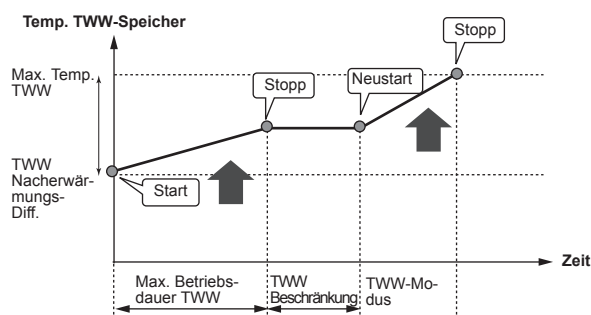 Temp. TWW-Speicher
Stopp
Max. Temp.
TWW
Stopp
Neustart
TWW
Nacherwär-
mungs-
Diff.
Start
Zeit
Max. Betriebs-
dauer TWW
TWW
Beschränkung
TWW-Mo-
dus